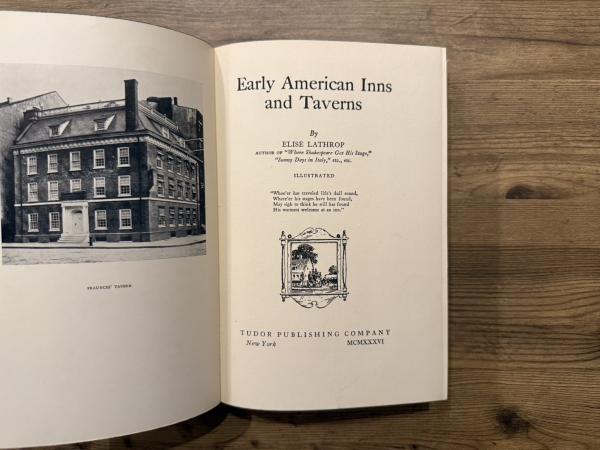 FRAUNCES' TAVERN
Early American Inns
and Taverns
By
ELISE LATHROP
AUTHOR OF "Where Shakespeare Got His Stage,"
"Sunny Days in Italy," etc., etc.
ILLUSTRATED
"Whoe'er has traveled life's dull round,
Where'er his stages have been found,
May sigh to think he still has found
His warmest welcome at an inn."
TUDOR PUBLISHING COMPANY
New York MCMXXXVI